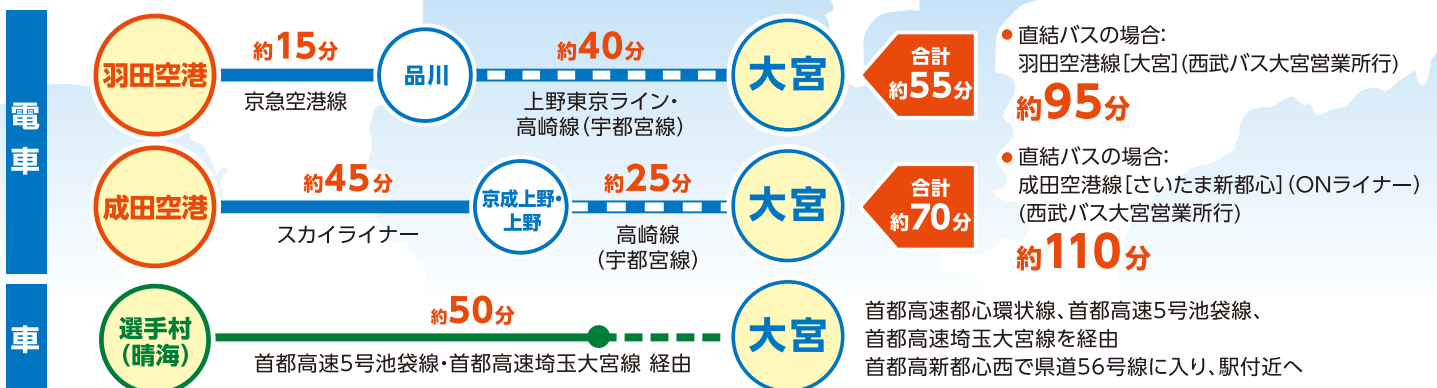 電車
羽田空港
約15分
京急空港線
品川
約40分
上野東京ライン・
高崎線(宇都宮線)
大宮
合計
約55分
● 直結バスの場合:
羽田空港線[大宮](西武バス大宮営業所行)
約95分
成田空港
約45分
スカイライナー
京成上野・
上野
約25分
高崎線
(宇都宮線)
大宮
合計
約70分
● 直結バスの場合:
成田空港線[さいたま新都心](ONライナー)
(西武バス大宮営業所行)
約110分
車
選手村
(晴海)
約50分
首都高速5号池袋線・首都高速埼玉大宮線 経由
大宮
首都高速都心環状線、首都高速5号池袋線、
首都高速埼玉大宮線を経由
首都高新都心西で県道56号線に入り、駅付近へ